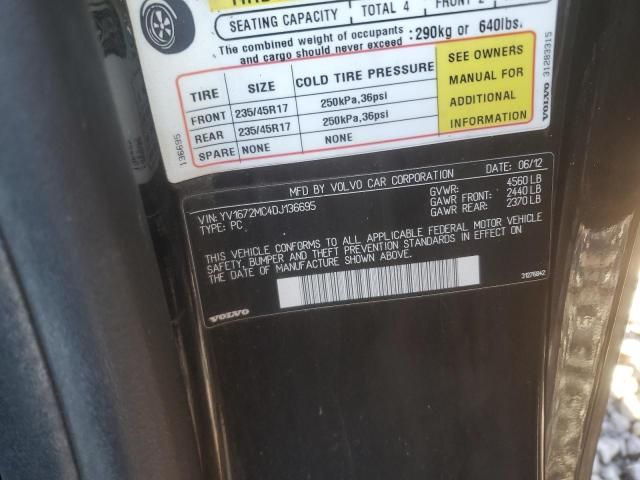 SEATING CAPACITY TOTAL 4 FRONT 2
The combined weight of occupants and cargo should never exceed : 290kg or 640lbs.
TIRE SIZE COLD TIRE PRESSURE
FRONT 235/45R17 250kPa,36psi
REAR 235/45R17 250kPa,36psi
SPARE NONE NONE
SEE OWNERS
MANUAL FOR
ADDITIONAL
INFORMATION
VOLVO 31283315
136695
MFD BY VOLVO CAR CORPORATION DATE: 06/12
VIN: YV1672MC4DJ136695
TYPE: PC
GVWR: 4560 LB
GAWR FRONT: 2440 LB
GAWR REAR: 2370 LB
THIS VEHICLE CONFORMS TO ALL APPLICABLE FEDERAL MOTOR VEHICLE
SAFETY, BUMPER AND THEFT PREVENTION STANDARDS IN EFFECT ON
THE DATE OF MANUFACTURE SHOWN ABOVE.
31276942
VOLVO